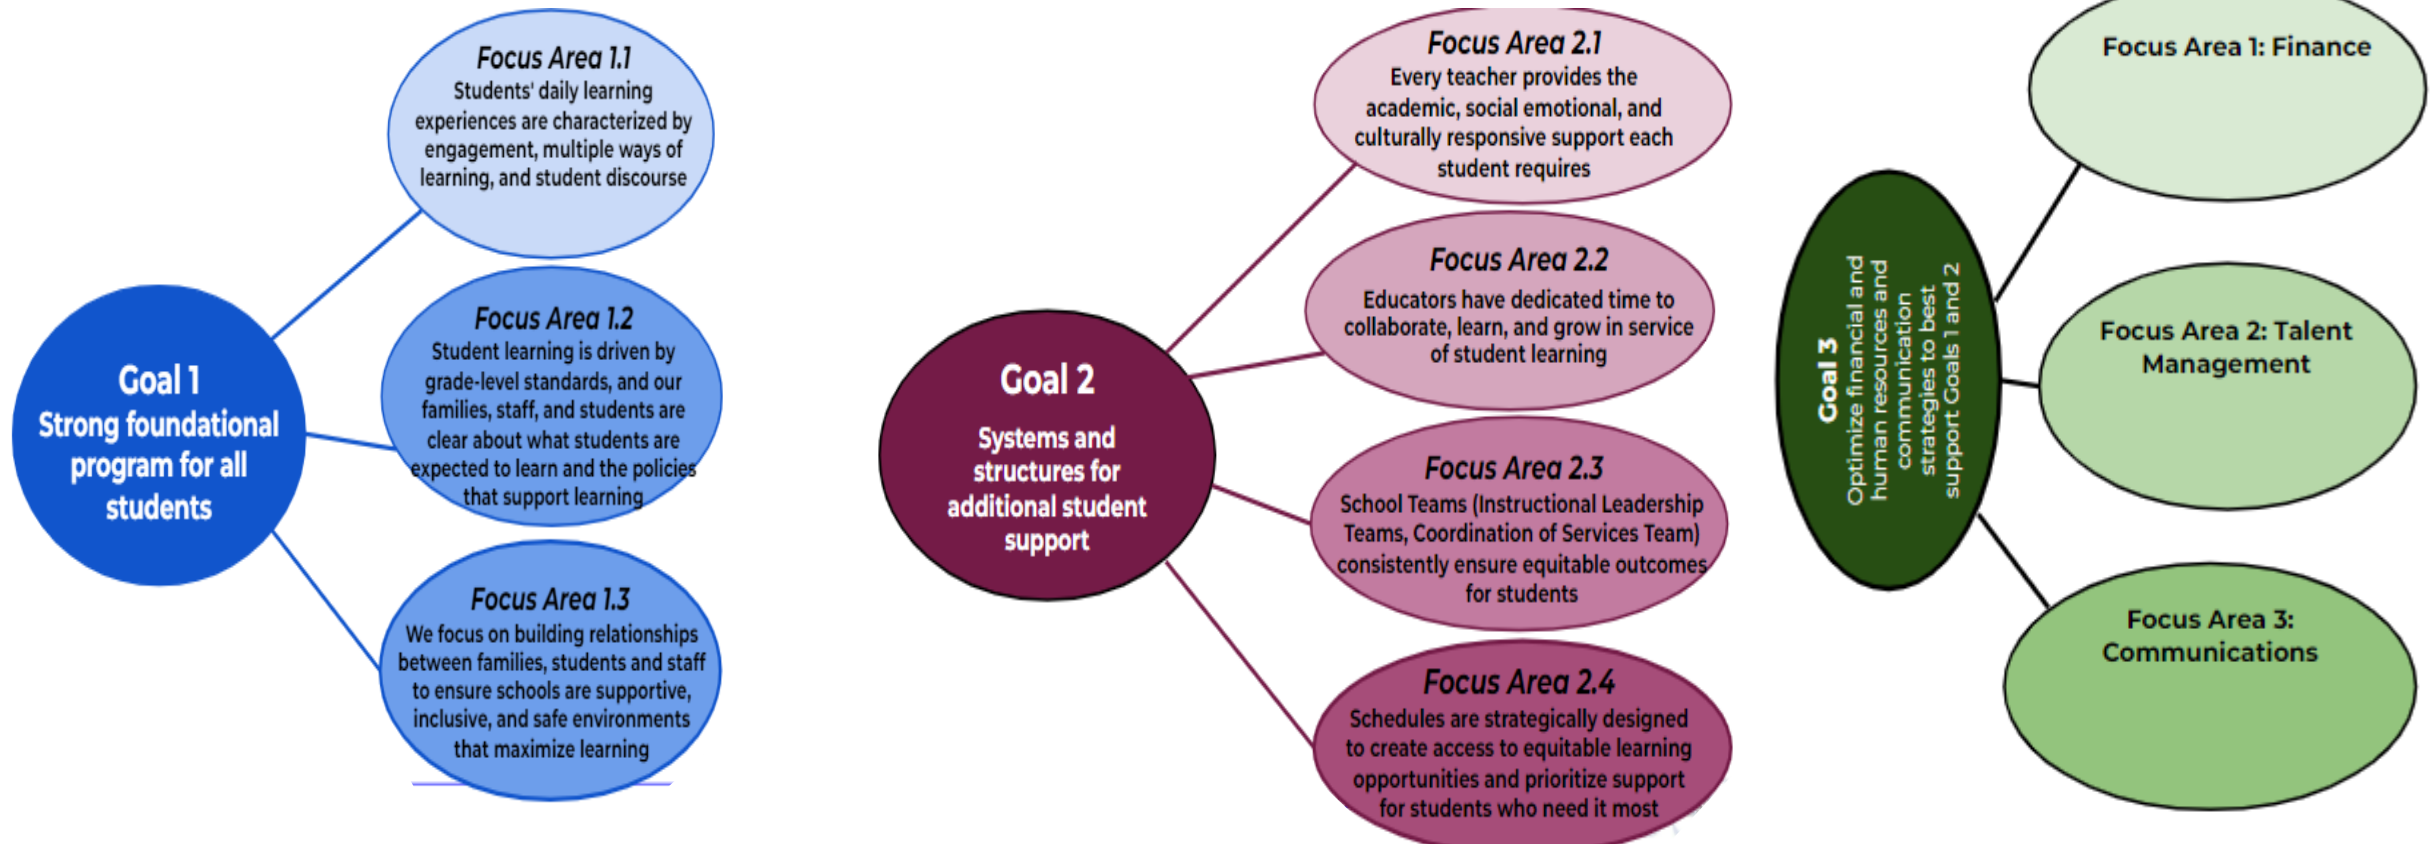 Goal 1
Strong foundational
program for all
students
Focus Area 1.1
Students' daily learning
experiences are characterized by
engagement, multiple ways of
learning, and student discourse
Focus Area 1.2
Student learning is driven by
grade-level standards, and our
families, staff, and students are
clear about what students are
expected to learn and the policies
that support learning
Focus Area 1.3
We focus on building relationships
between families, students and staff
to ensure schools are supportive,
inclusive, and safe environments
that maximize learning
Goal 2
Systems and
structures for
additional student
support
Focus Area 2.1
Every teacher provides the
academic, social emotional, and
culturally responsive support each
student requires
Focus Area 2.2
Educators have dedicated time to
collaborate, learn, and grow in service
of student learning
Focus Area 2.3
School Teams (Instructional Leadership
Teams, Coordination of Services Team)
consistently ensure equitable outcomes
for students
Focus Area 2.4
Schedules are strategically designed
to create access to equitable learning
opportunities and prioritize support
for students who need it most
Goal 3
Optimize financial and
human resources and
communication
strategies to best
support Goals 1 and 2
Focus Area 1: Finance
Focus Area 2: Talent
Management
Focus Area 3:
Communications